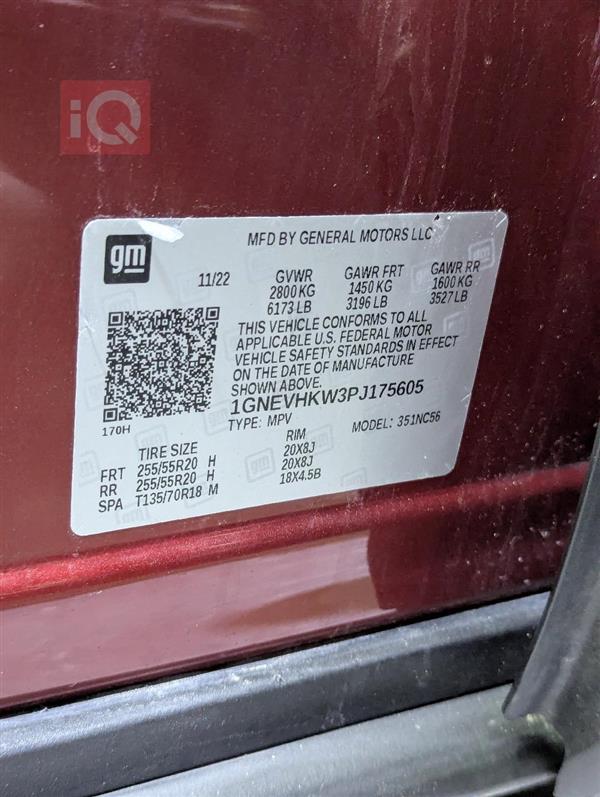 iQ
gm
MFD BY GENERAL MOTORS LLC
11/22 GVWR GAWR FRT GAWR RR
2800 KG 1450 KG 1600 KG
6173 LB 3196 LB 3527 LB
THIS VEHICLE CONFORMS TO ALL
APPLICABLE U.S. FEDERAL MOTOR
VEHICLE SAFETY STANDARDS IN EFFECT
ON THE DATE OF MANUFACTURE
SHOWN ABOVE.
170H
1GNEVHKW3PJ175605
TYPE: MPV MODEL: 351NC56
TIRE SIZE RIM
FRT 255/55R20 H 20X8J
RR 255/55R20 H 20X8J
SPA T135/70R18 M 18X4.5B